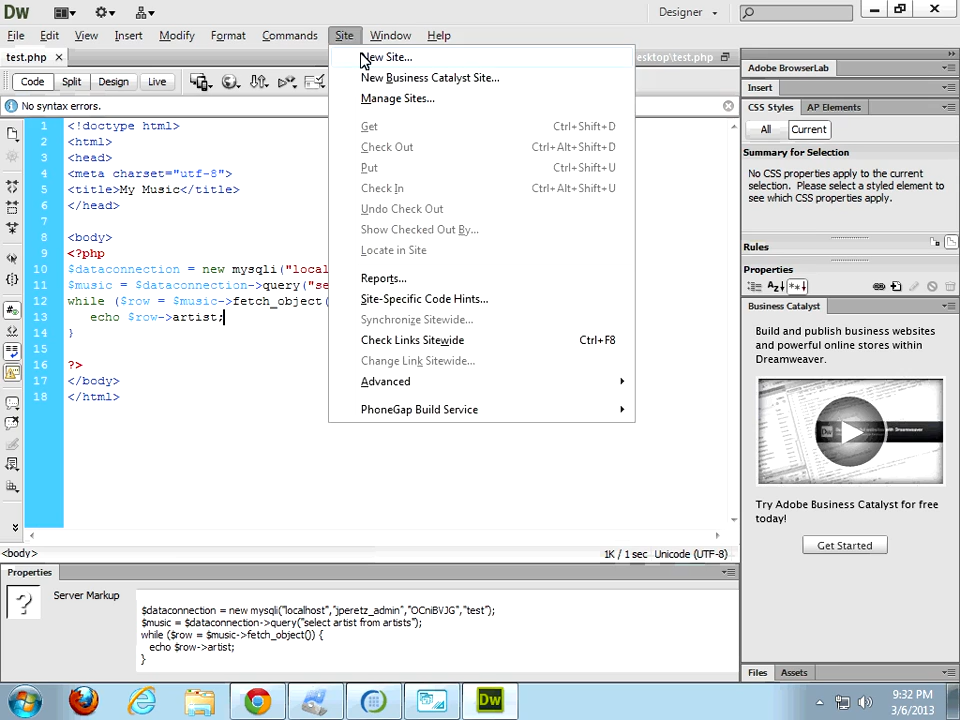 Dw
Designer
File Edit View Insert Modify Format Commands Site Window Help
test.php
esktop\test.php
Adobe BrowserLab
Code Split Design Live
Insert
No syntax errors.
CSS Styles AP Elements
All Current
Summary for Selection
No CSS properties apply to the current
selection. Please select a styled element to
see which CSS properties apply.
Rules
Properties
Business Catalyst
Build and publish business websites
and powerful online stores within
Dreamweaver.
Try Adobe Business Catalyst for free
today!
Get Started
New Site...
New Business Catalyst Site...
Manage Sites...
Get Ctrl+Shift+D
Check Out Ctrl+Alt+Shift+D
Put Ctrl+Shift+U
Check In Ctrl+Alt+Shift+U
Undo Check Out
Show Checked Out By...
Locate in Site
Reports...
Site-Specific Code Hints...
Synchronize Sitewide...
Check Links Sitewide Ctrl+F8
Change Link Sitewide...
Advanced
PhoneGap Build Service
1 <!doctype html>
2 <html>
3 <head>
4 <meta charset="utf-8">
5 <title>My Music</title>
6 </head>
7
8 <body>
9 <?php
10 $dataconnection = new mysqli("local
11 $music = $dataconnection->query("se
12 while ($row = $music->fetch_object(
13 echo $row->artist;
14 }
15
16 ?>
17 </body>
18 </html>
<body>
1K / 1 sec Unicode (UTF-8)
Properties
Server Markup
$dataconnection = new mysqli("localhost","jperetz_admin","OCniBVJG","test");
$music = $dataconnection->query("select artist from artists");
while ($row = $music->fetch_object()) {
echo $row->artist;
}
Files Assets
Dw
9:32 PM
3/6/2013